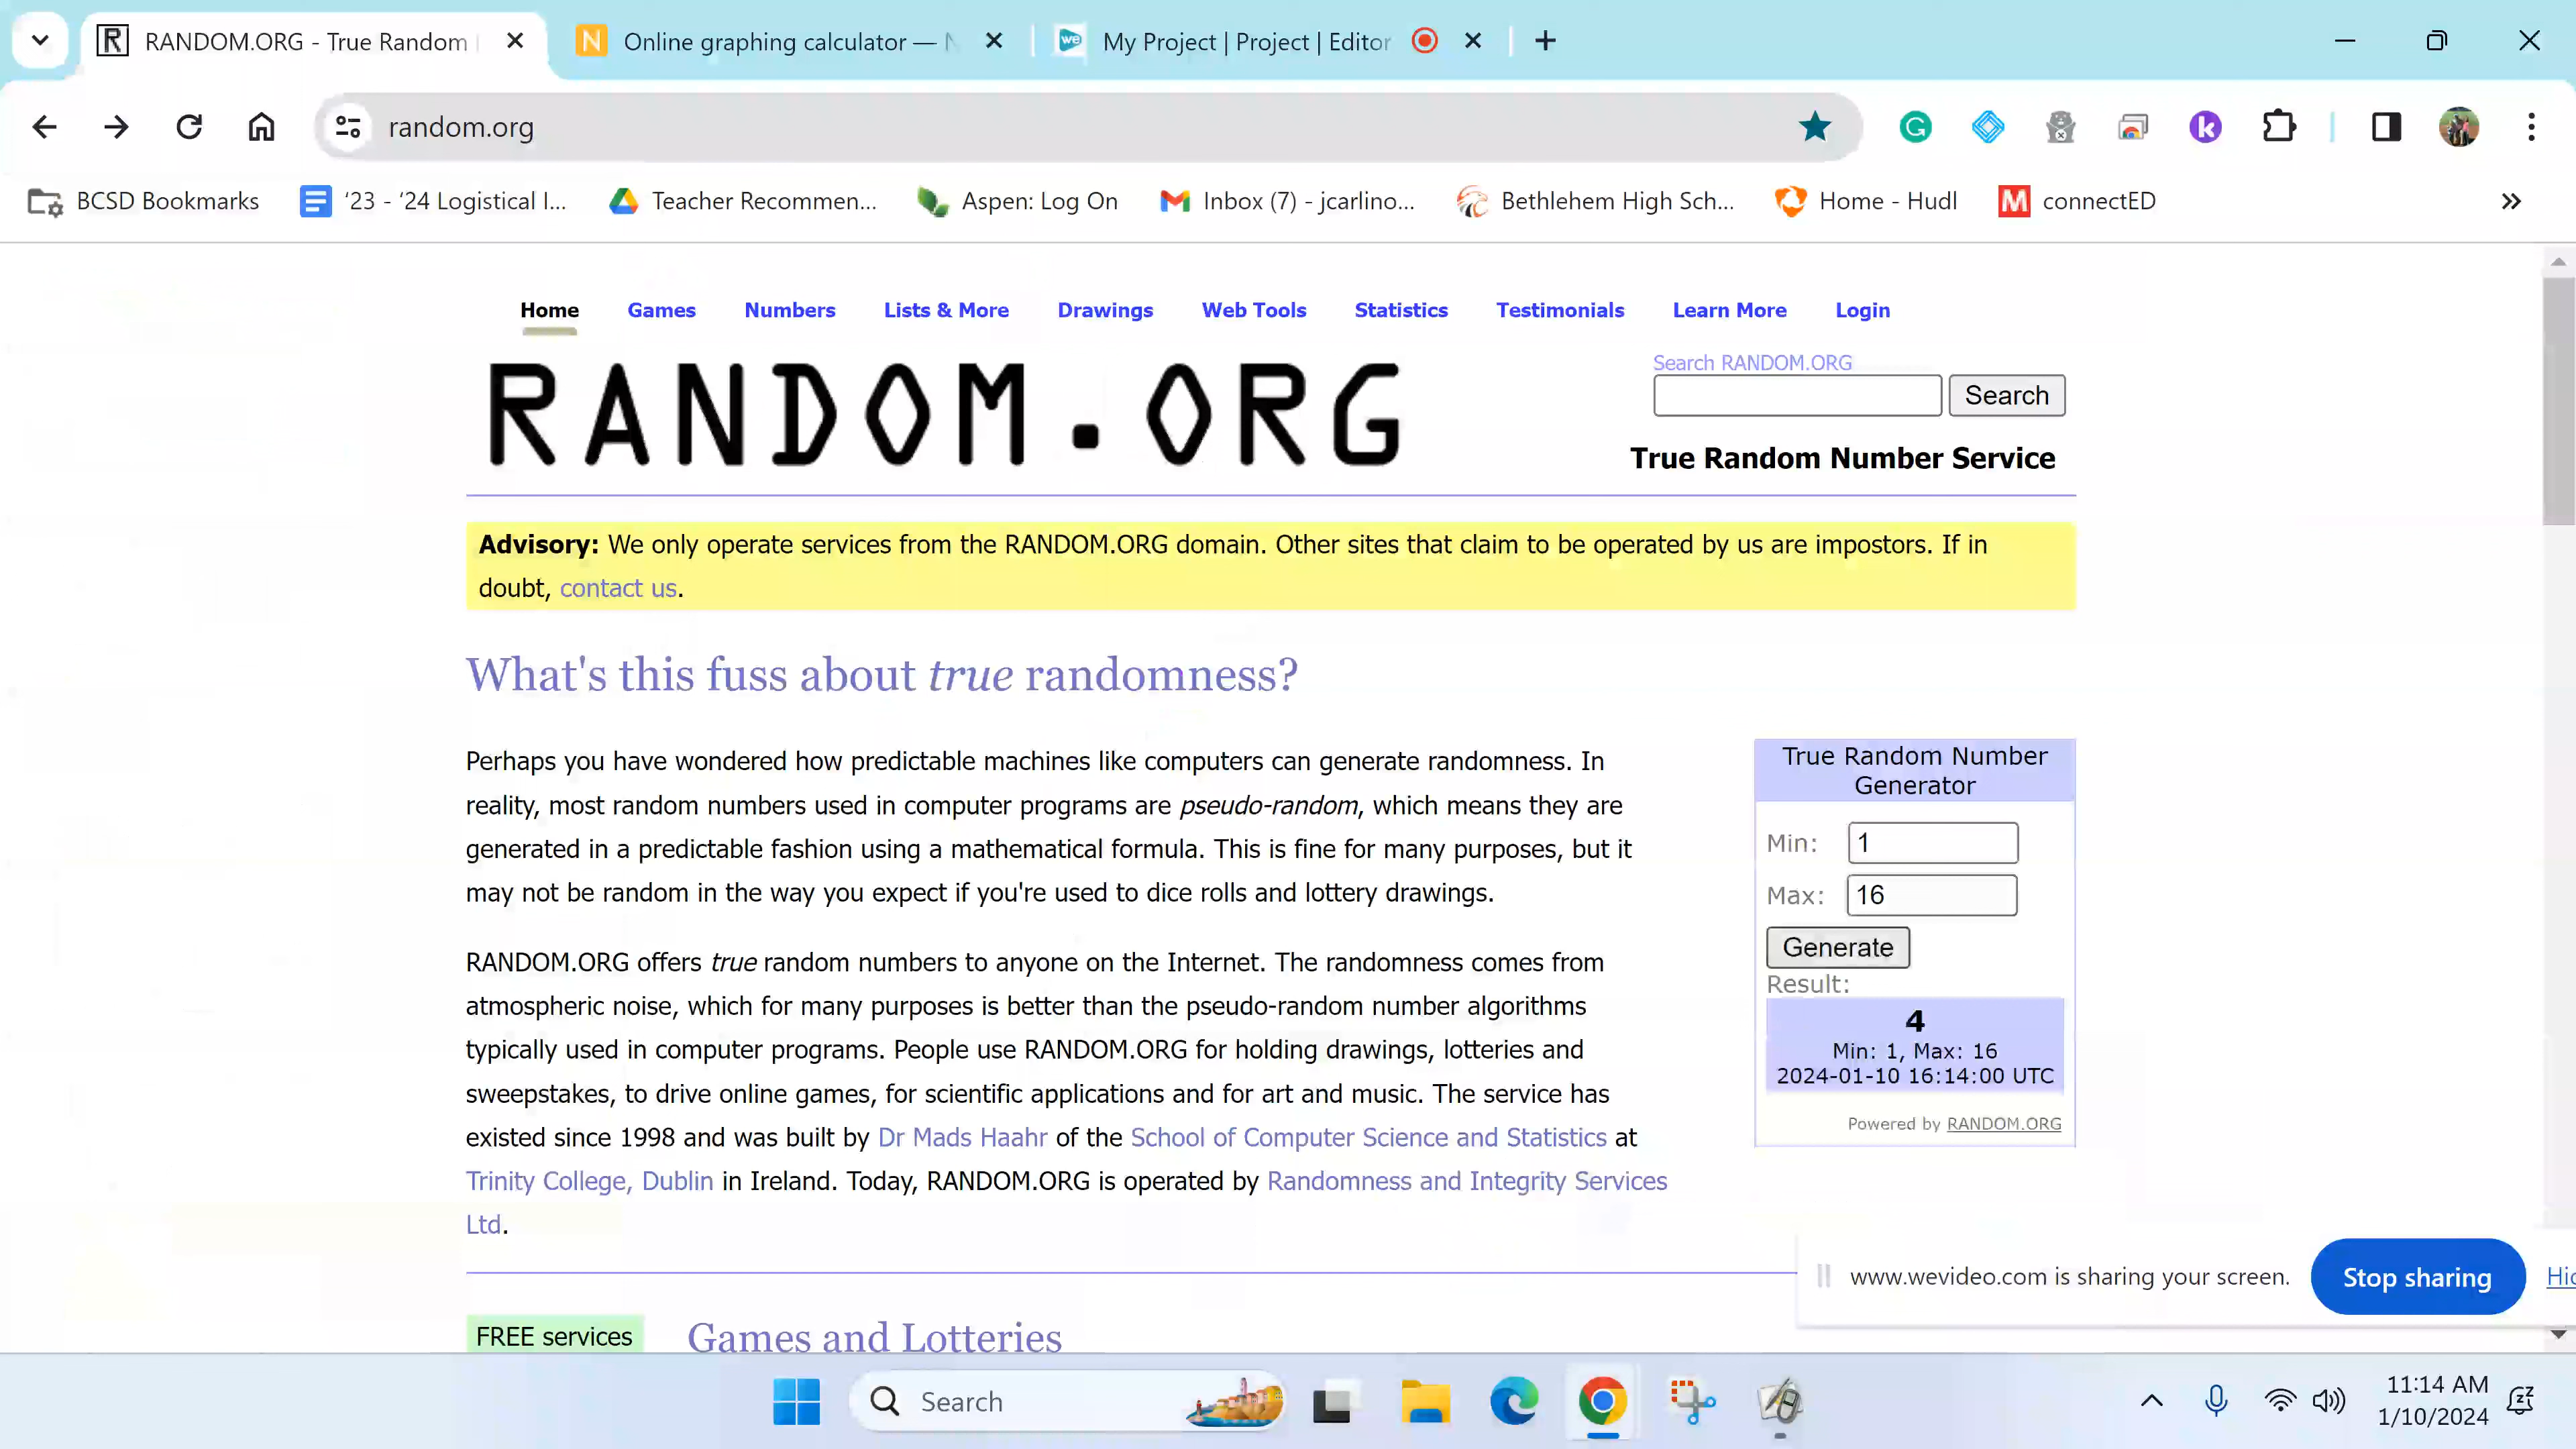 RANDOM.ORG - True Random
Online graphing calculator —
My Project | Project | Editor
random.org
BCSD Bookmarks
'23 - '24 Logistical I...
Teacher Recommen...
Aspen: Log On
Inbox (7) - jcarlino...
Bethlehem High Sch...
Home - Hudl
connectED
Home
Games
Numbers
Lists & More
Drawings
Web Tools
Statistics
Testimonials
Learn More
Login
RANDOM.ORG
Search RANDOM.ORG
Search
True Random Number Service
Advisory: We only operate services from the RANDOM.ORG domain. Other sites that claim to be operated by us are impostors. If in
doubt, contact us.
What's this fuss about true randomness?
Perhaps you have wondered how predictable machines like computers can generate randomness. In
reality, most random numbers used in computer programs are pseudo-random, which means they are
generated in a predictable fashion using a mathematical formula. This is fine for many purposes, but it
may not be random in the way you expect if you're used to dice rolls and lottery drawings.
RANDOM.ORG offers true random numbers to anyone on the Internet. The randomness comes from
atmospheric noise, which for many purposes is better than the pseudo-random number algorithms
typically used in computer programs. People use RANDOM.ORG for holding drawings, lotteries and
sweepstakes, to drive online games, for scientific applications and for art and music. The service has
existed since 1998 and was built by Dr Mads Haahr of the School of Computer Science and Statistics at
Trinity College, Dublin in Ireland. Today, RANDOM.ORG is operated by Randomness and Integrity Services
Ltd.
True Random Number
Generator
Min: 1
Max: 16
Generate
Result:
4
Min: 1, Max: 16
2024-01-10 16:14:00 UTC
Powered by RANDOM.ORG
www.wevideo.com is sharing your screen.
Stop sharing
FREE services
Games and Lotteries
Search
11:14 AM
1/10/2024